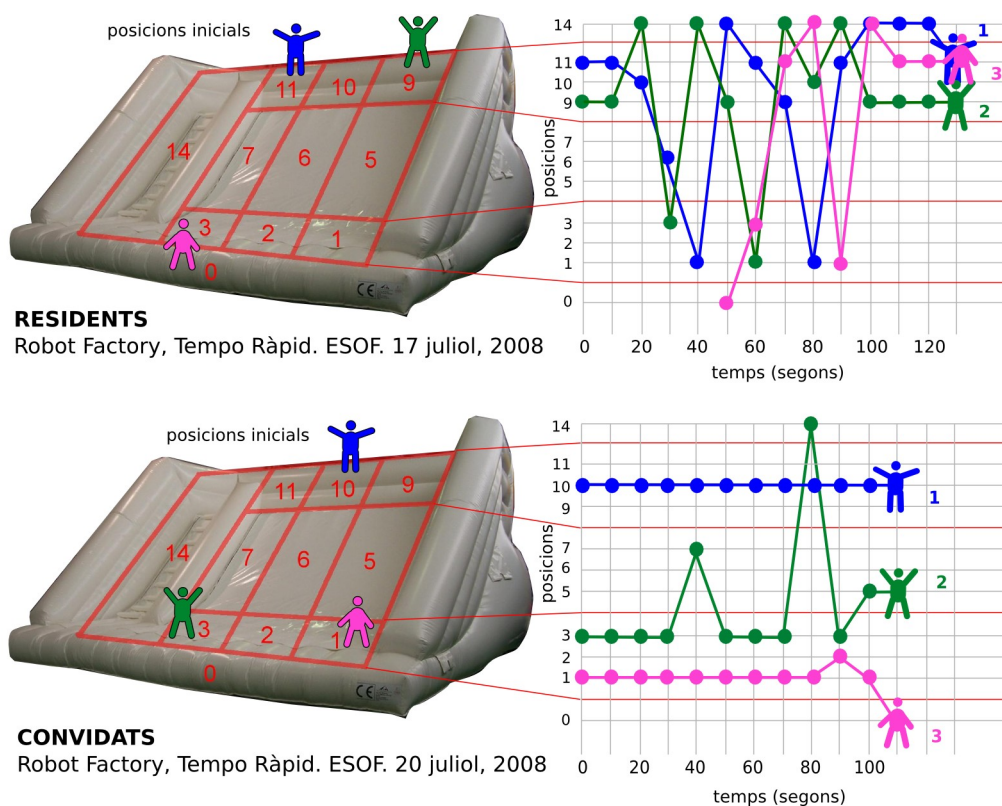 posicions inicials
11 10 9
14 7 6 5
3 2 1
0
CE
RESIDENTS
Robot Factory, Tempo Ràpid. ESOF. 17 juliol, 2008
posicions
14
11
10
9
7
6
5
3
2
1
0
1
3
2
0 20 40 60 80 100 120
temps (segons)
posicions inicials
11 10 9
14 7 6 5
3 2 1
0
CE
CONVIDATS
Robot Factory, Tempo Ràpid. ESOF. 20 juliol, 2008
posicions
14
11
10
9
7
6
5
3
2
1
0
1
2
3
0 20 40 60 80 100
temps (segons)